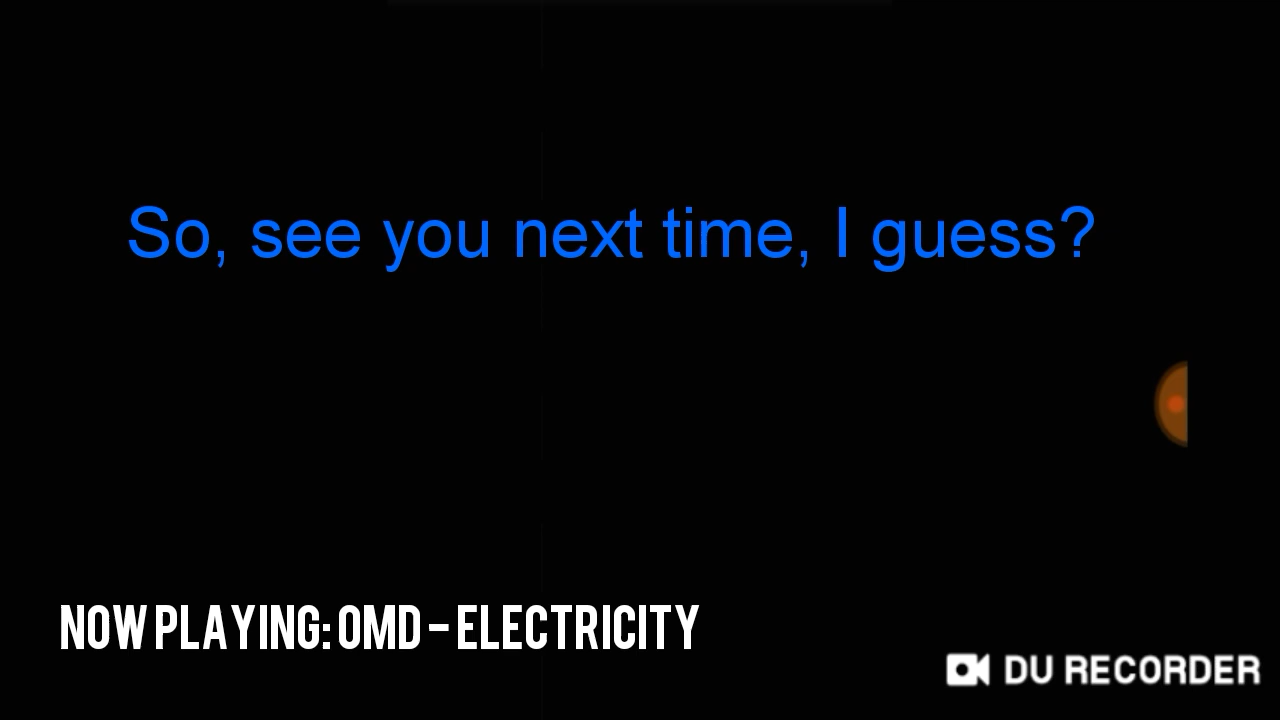 So, see you next time, I guess?
NOW PLAYING: OMD - ELECTRICITY
DU RECORDER